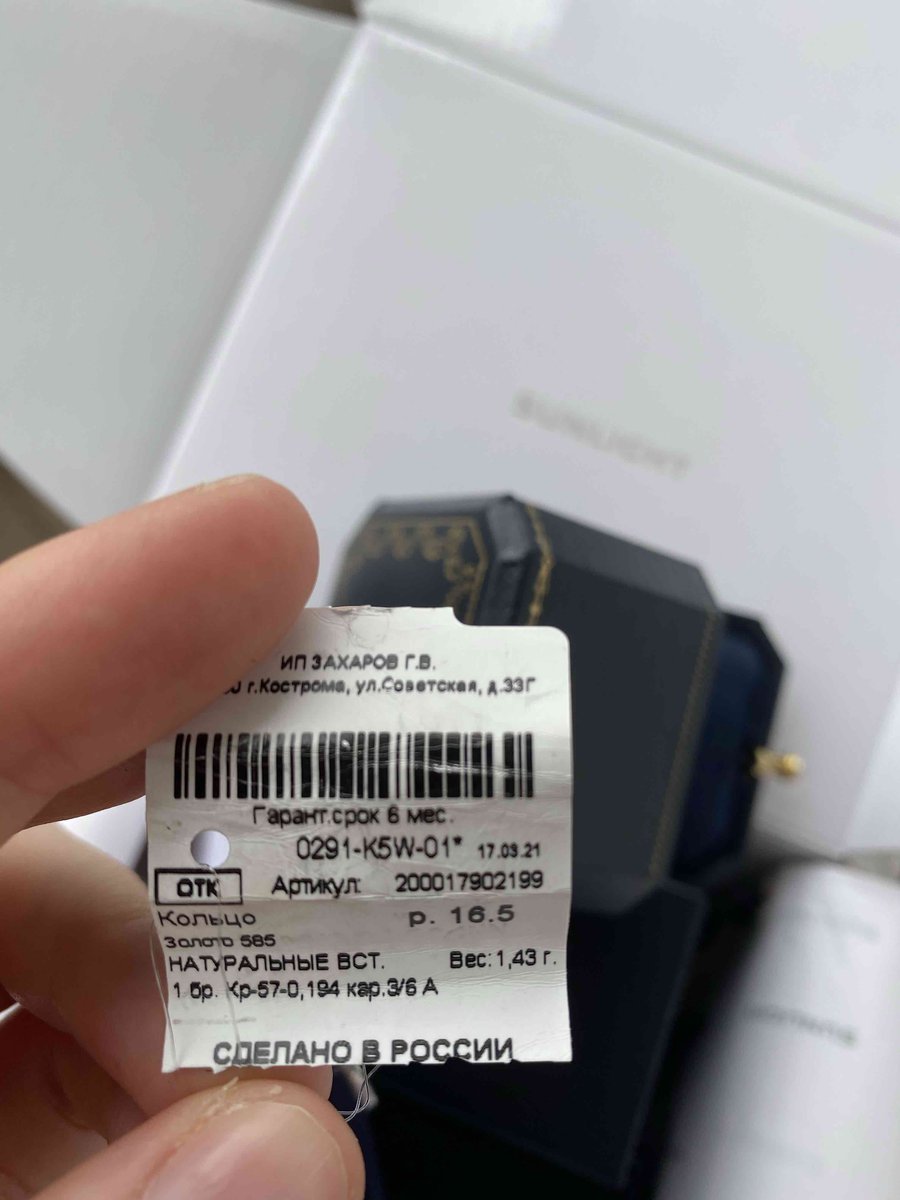 SUNLIGHT
ИП ЗАХАРОВ Г.В.
г.Кострома, ул.Советская, д.33Г
Гарант.срок 6 мес.
0291-К5W-01* 17.03.21
ОТК Артикул: 200017902199
Кольцо р. 16.5
Золото 585
НАТУРАЛЬНЫЕ ВСТ. Вес: 1,43 г.
1 бр. Кр-57-0,194 кар.3/6 А
СДЕЛАНО В РОССИИ